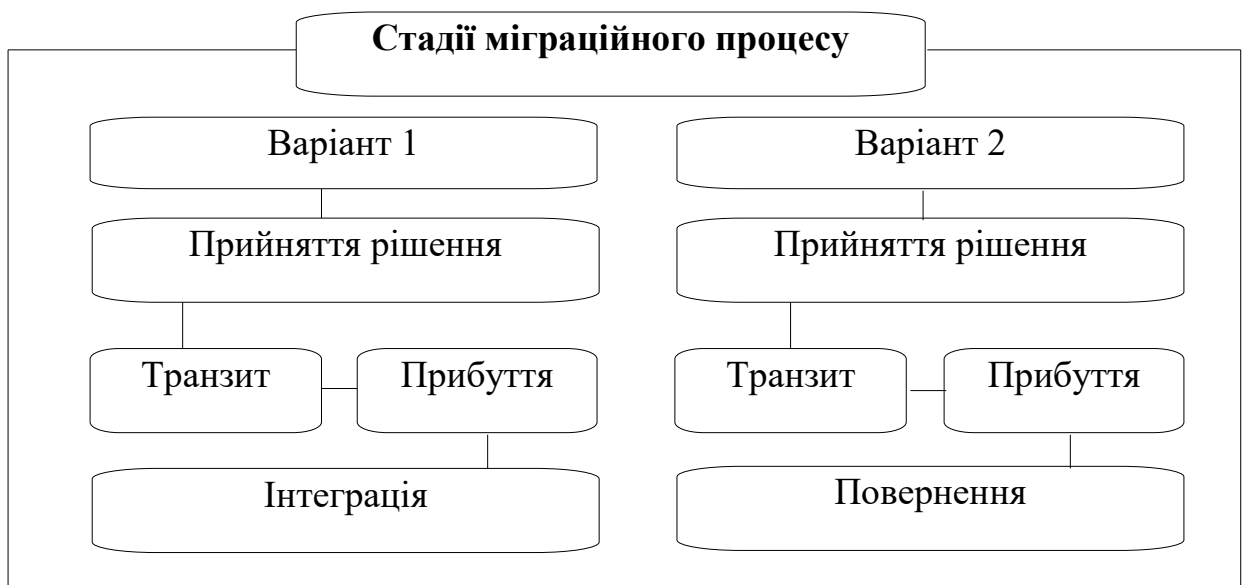 Стадії міграційного процесу
Варіант 1
Прийняття рішення
Транзит
Прибуття
Інтеграція
Варіант 2
Прийняття рішення
Транзит
Прибуття
Повернення